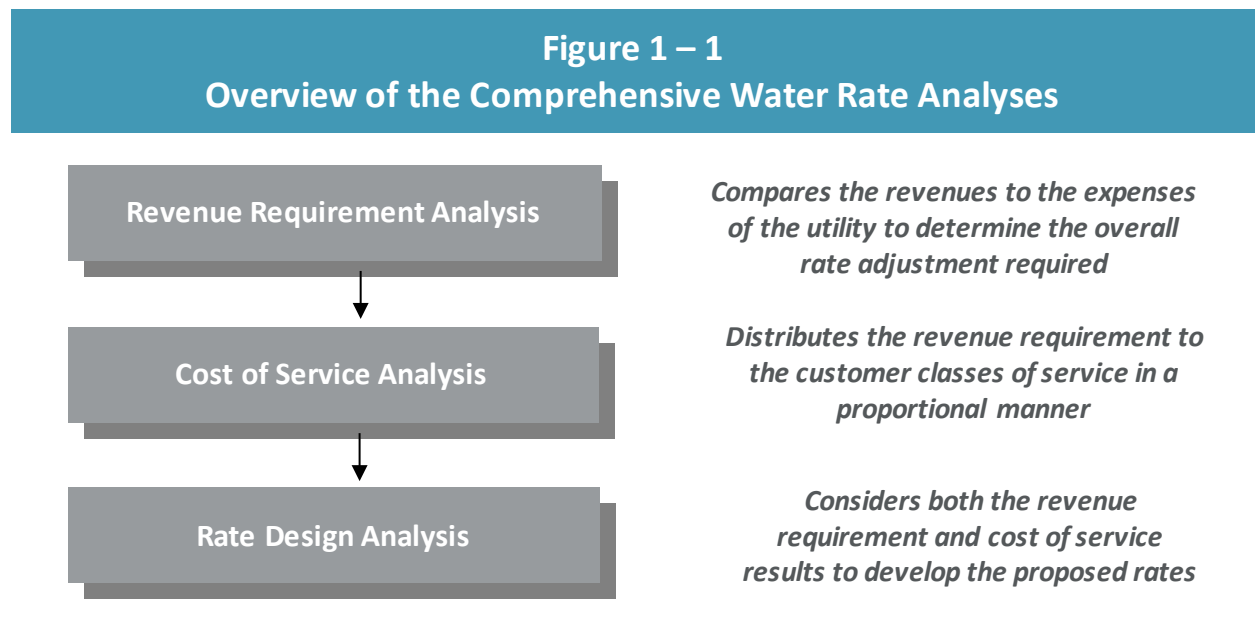 Figure 1 – 1
Overview of the Comprehensive Water Rate Analyses
Revenue Requirement Analysis
Compares the revenues to the expenses
of the utility to determine the overall
rate adjustment required
Cost of Service Analysis
Distributes the revenue requirement to
the customer classes of service in a
proportional manner
Rate Design Analysis
Considers both the revenue
requirement and cost of service
results to develop the proposed rates